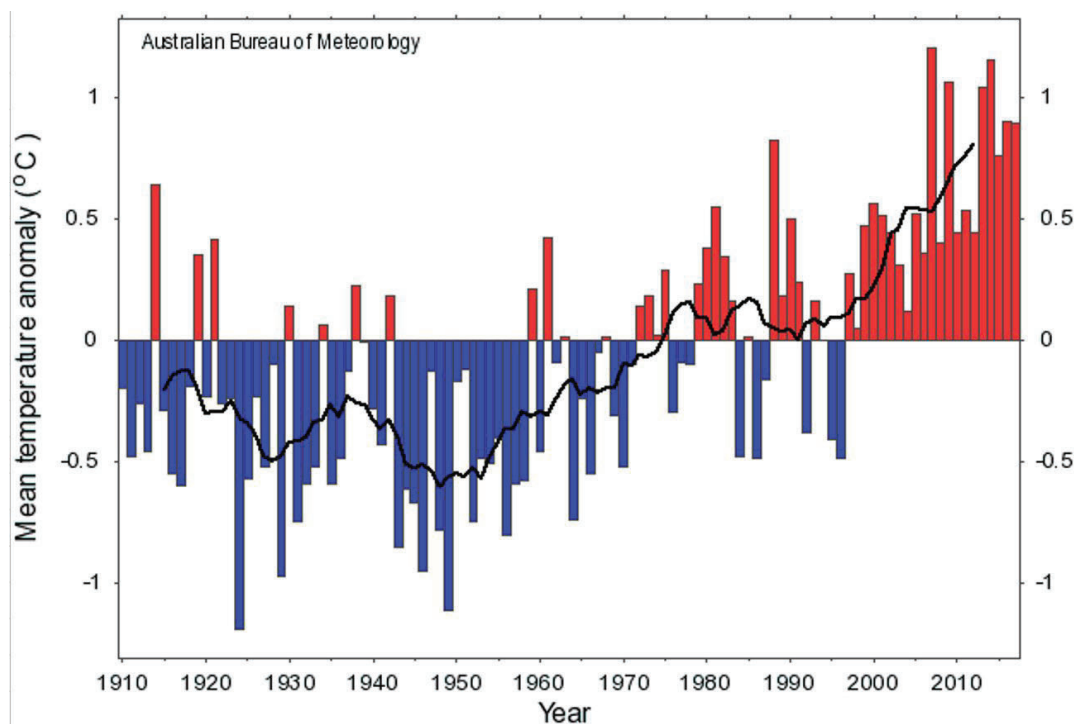 Australian Bureau of Meteorology
Mean temperature anomaly (°C)
1
0.5
0
-0.5
-1
1
0.5
0
-0.5
-1
1910 1920 1930 1940 1950 1960 1970 1980 1990 2000 2010
Year